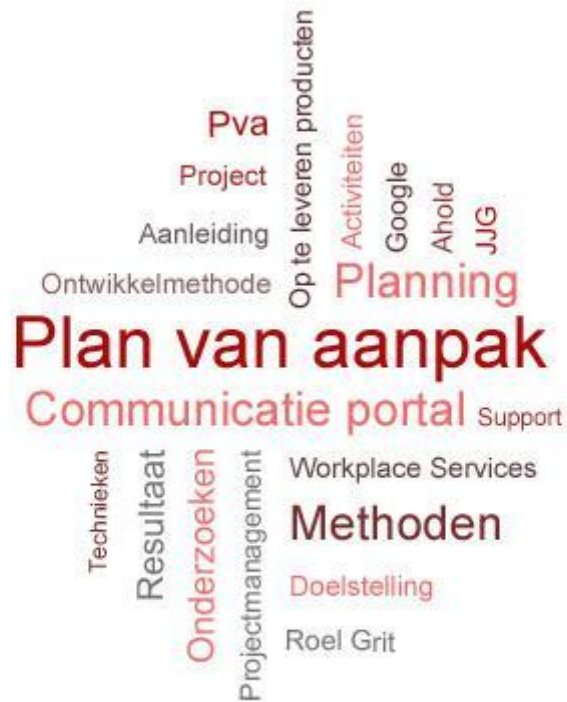 Pva
Project
Aanleiding
Ontwikkelmethode
Op te leveren producten
Activiteiten
Google
Ahold
JJG
Planning
Plan van aanpak
Communicatie portal
Support
Technieken
Resultaat
Onderzoeken
Projectmanagement
Workplace Services
Methoden
Doelstelling
Roel Grit